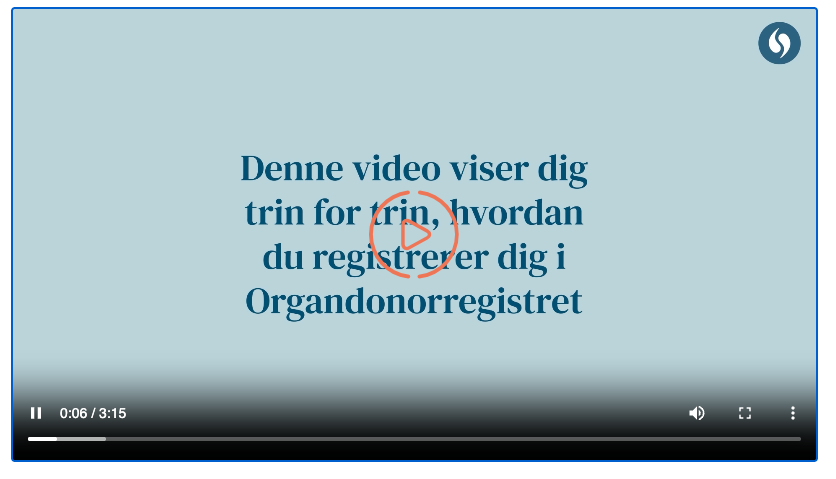 Denne video viser dig
trin for trin, hvordan
du registrerer dig i
Organdonorregistret
0:06 / 3:15